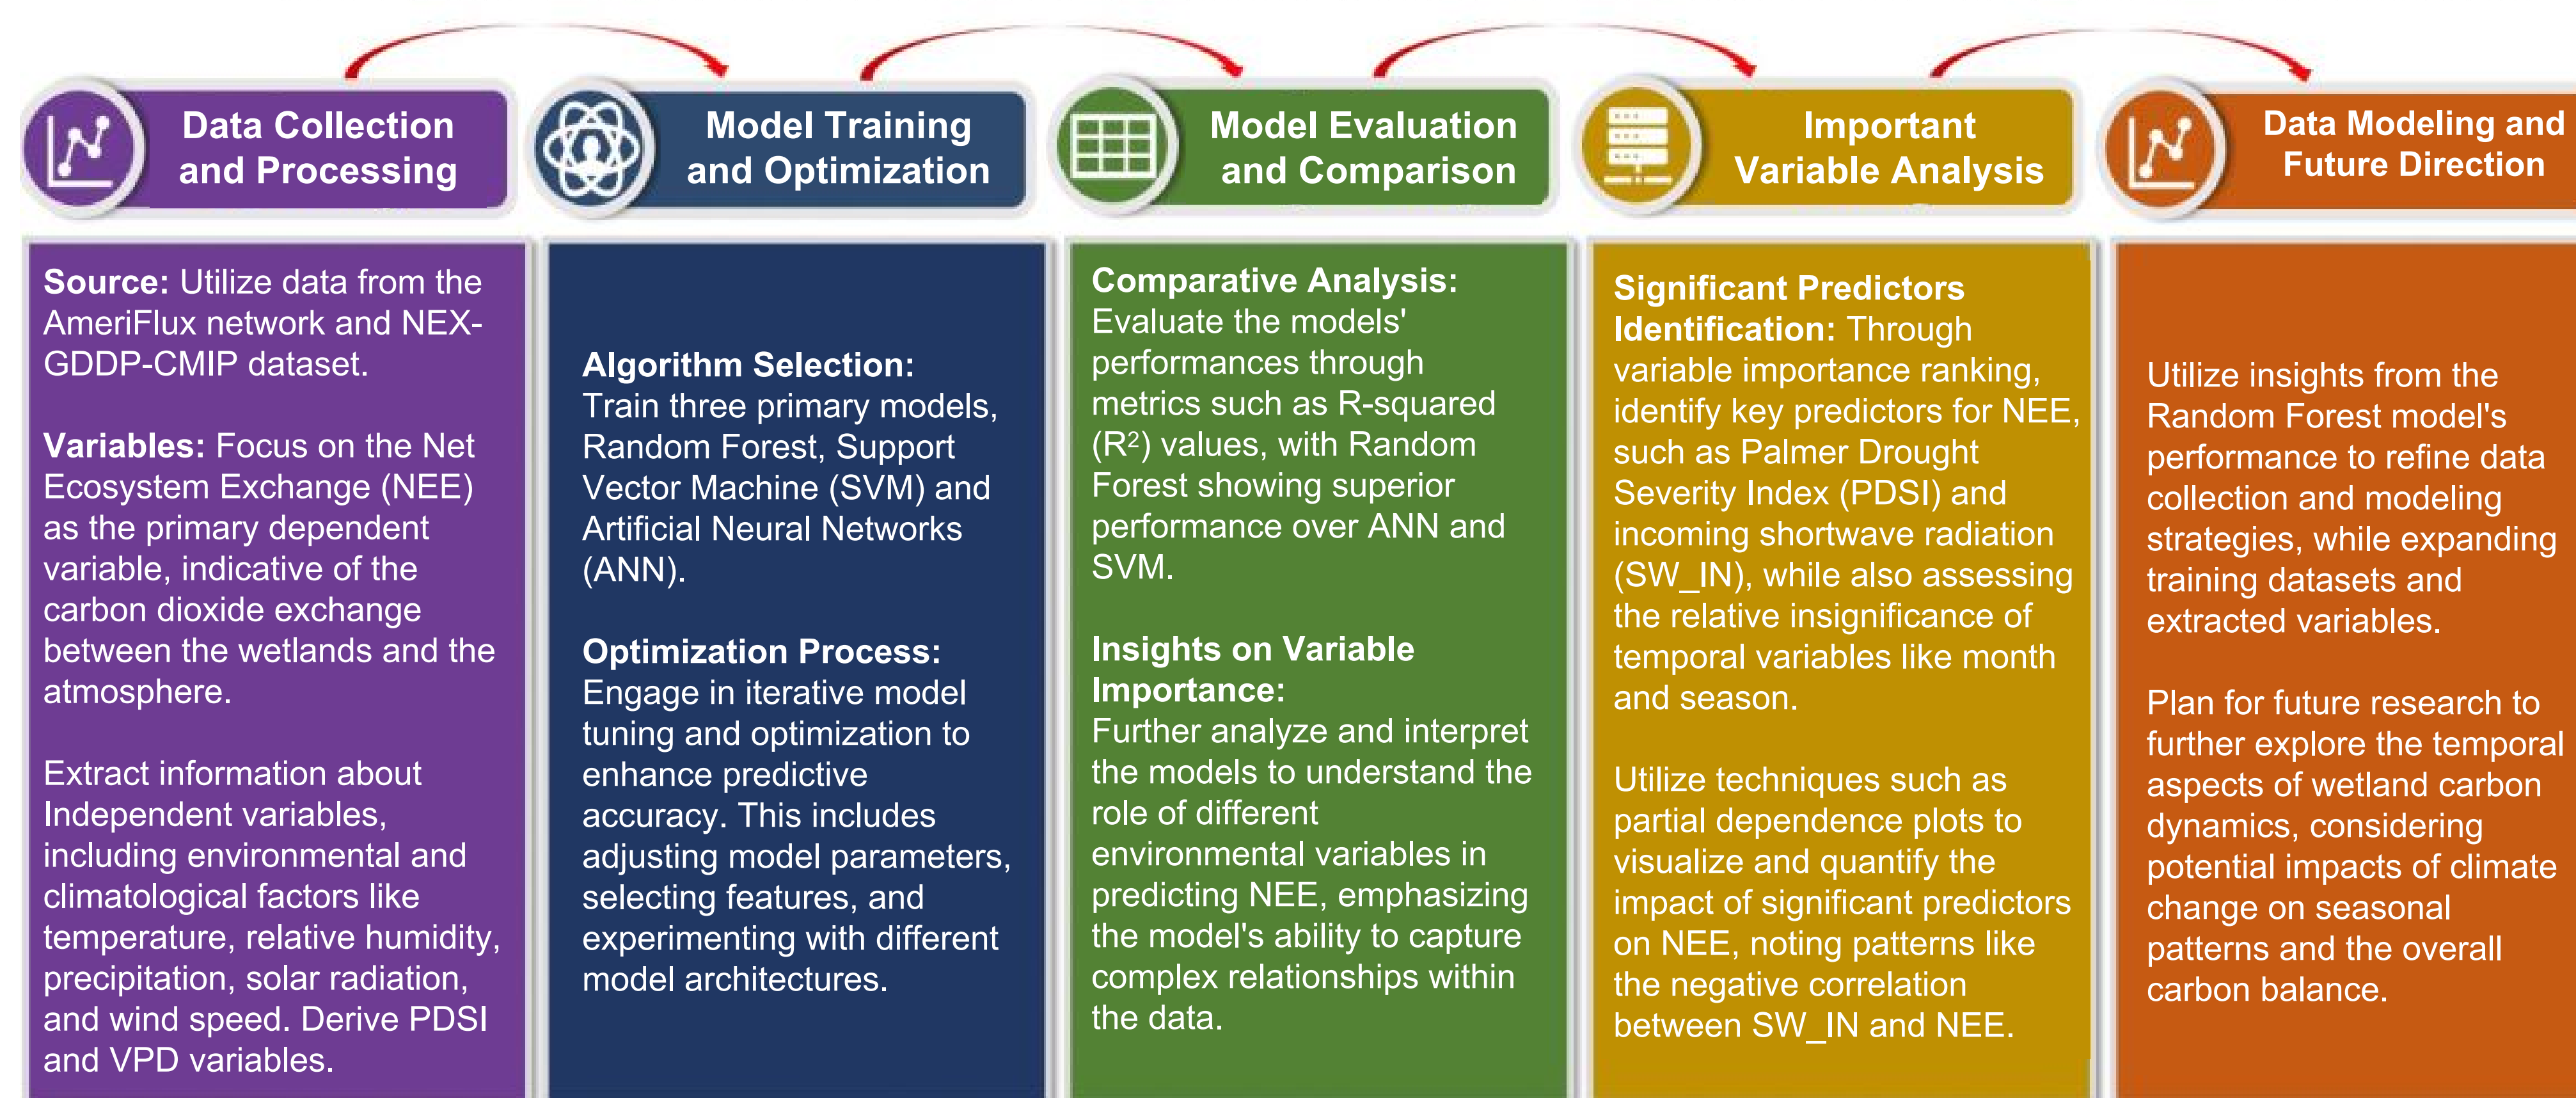 Data Collection
and Processing
Model Training
and Optimization
Model Evaluation
and Comparison
Important
Variable Analysis
Data Modeling and
Future Direction
Source: Utilize data from the
AmeriFlux network and NEX-
GDDP-CMIP dataset.
Variables: Focus on the Net
Ecosystem Exchange (NEE)
as the primary dependent
variable, indicative of the
carbon dioxide exchange
between the wetlands and the
atmosphere.
Extract information about
Independent variables,
including environmental and
climatological factors like
temperature, relative humidity,
precipitation, solar radiation,
and wind speed. Derive PDSI
and VPD variables.
Algorithm Selection:
Train three primary models,
Random Forest, Support
Vector Machine (SVM) and
Artificial Neural Networks
(ANN).
Optimization Process:
Engage in iterative model
tuning and optimization to
enhance predictive
accuracy. This includes
adjusting model parameters,
selecting features, and
experimenting with different
model architectures.
Comparative Analysis:
Evaluate the models'
performances through
metrics such as R-squared
(R²) values, with Random
Forest showing superior
performance over ANN and
SVM.
Insights on Variable
Importance:
Further analyze and interpret
the models to understand the
role of different
environmental variables in
predicting NEE, emphasizing
the model's ability to capture
complex relationships within
the data.
Significant Predictors
Identification: Through
variable importance ranking,
identify key predictors for NEE,
such as Palmer Drought
Severity Index (PDSI) and
incoming shortwave radiation
(SW_IN), while also assessing
the relative insignificance of
temporal variables like month
and season.
Utilize techniques such as
partial dependence plots to
visualize and quantify the
impact of significant predictors
on NEE, noting patterns like
the negative correlation
between SW_IN and NEE.
Utilize insights from the
Random Forest model's
performance to refine data
collection and modeling
strategies, while expanding
training datasets and
extracted variables.
Plan for future research to
further explore the temporal
aspects of wetland carbon
dynamics, considering
potential impacts of climate
change on seasonal
patterns and the overall
carbon balance.